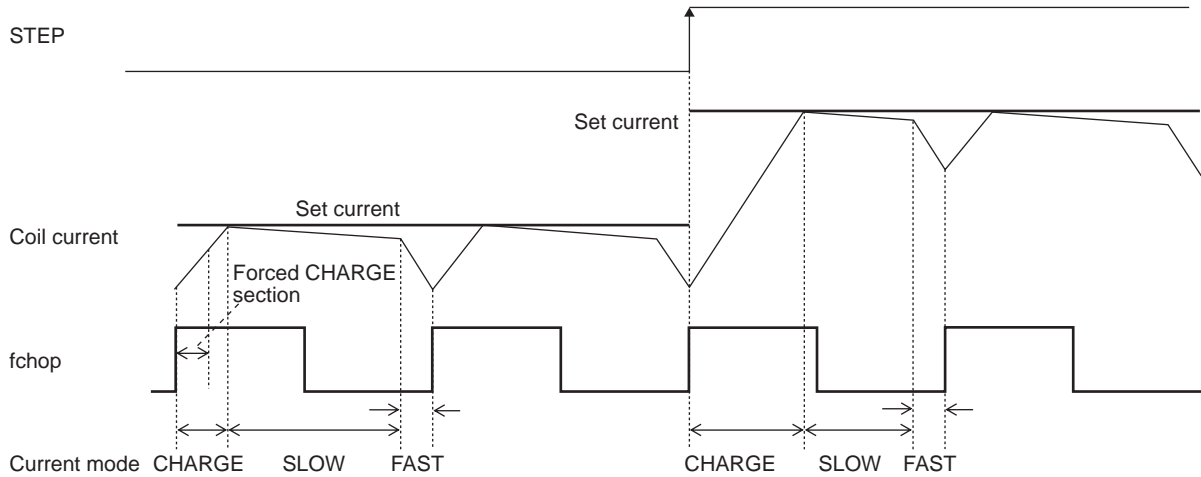 STEP
Set current
Set current
Coil current
Forced CHARGE
section
fchop
Current mode CHARGE SLOW FAST CHARGE SLOW FAST